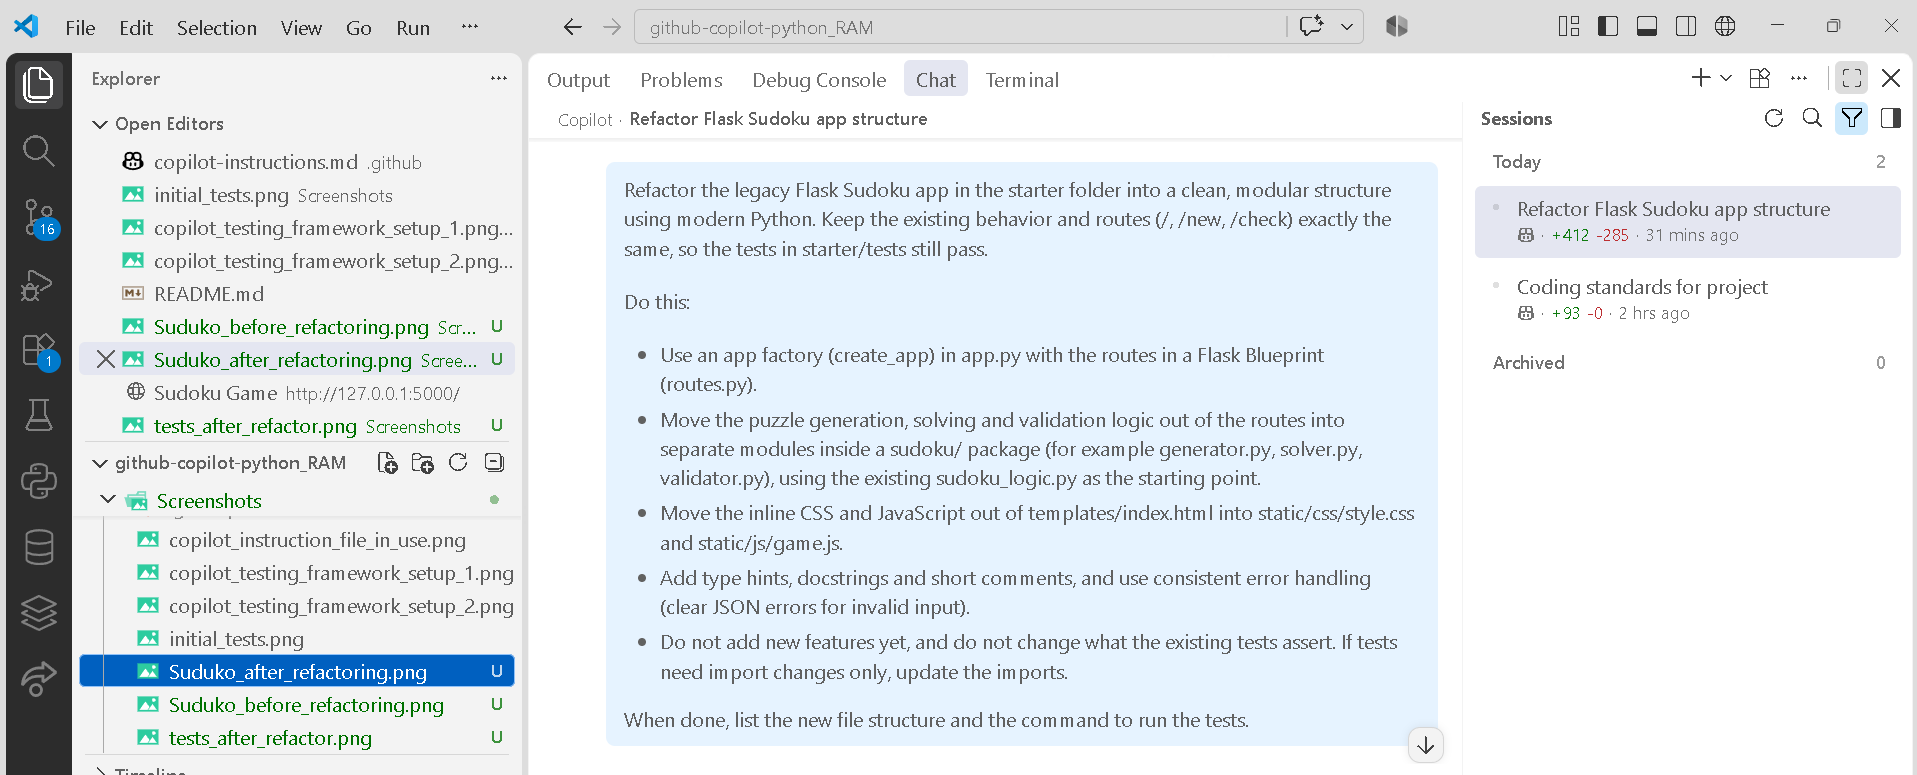 File Edit Selection View Go Run ···
github-copilot-python_RAM
Explorer
Open Editors
copilot-instructions.md .github
initial_tests.png Screenshots
copilot_testing_framework_setup_1.png...
copilot_testing_framework_setup_2.png...
README.md
Suduko_before_refactoring.png Scr... U
Suduko_after_refactoring.png Scree... U
Sudoku Game http://127.0.0.1:5000/
tests_after_refactor.png Screenshots U
github-copilot-python_RAM
Screenshots
copilot_instruction_file_in_use.png
copilot_testing_framework_setup_1.png
copilot_testing_framework_setup_2.png
initial_tests.png
Suduko_after_refactoring.png U
Suduko_before_refactoring.png U
tests_after_refactor.png U
Timeline
16
1
Output Problems Debug Console Chat Terminal
Copilot · Refactor Flask Sudoku app structure
Refactor the legacy Flask Sudoku app in the starter folder into a clean, modular structure
using modern Python. Keep the existing behavior and routes (/, /new, /check) exactly the
same, so the tests in starter/tests still pass.
Do this:
• Use an app factory (create_app) in app.py with the routes in a Flask Blueprint
(routes.py).
• Move the puzzle generation, solving and validation logic out of the routes into
separate modules inside a sudoku/ package (for example generator.py, solver.py,
validator.py), using the existing sudoku_logic.py as the starting point.
• Move the inline CSS and JavaScript out of templates/index.html into static/css/style.css
and static/js/game.js.
• Add type hints, docstrings and short comments, and use consistent error handling
(clear JSON errors for invalid input).
• Do not add new features yet, and do not change what the existing tests assert. If tests
need import changes only, update the imports.
When done, list the new file structure and the command to run the tests.
Sessions
Today 2
Refactor Flask Sudoku app structure
· +412 -285 · 31 mins ago
Coding standards for project
· +93 -0 · 2 hrs ago
Archived 0